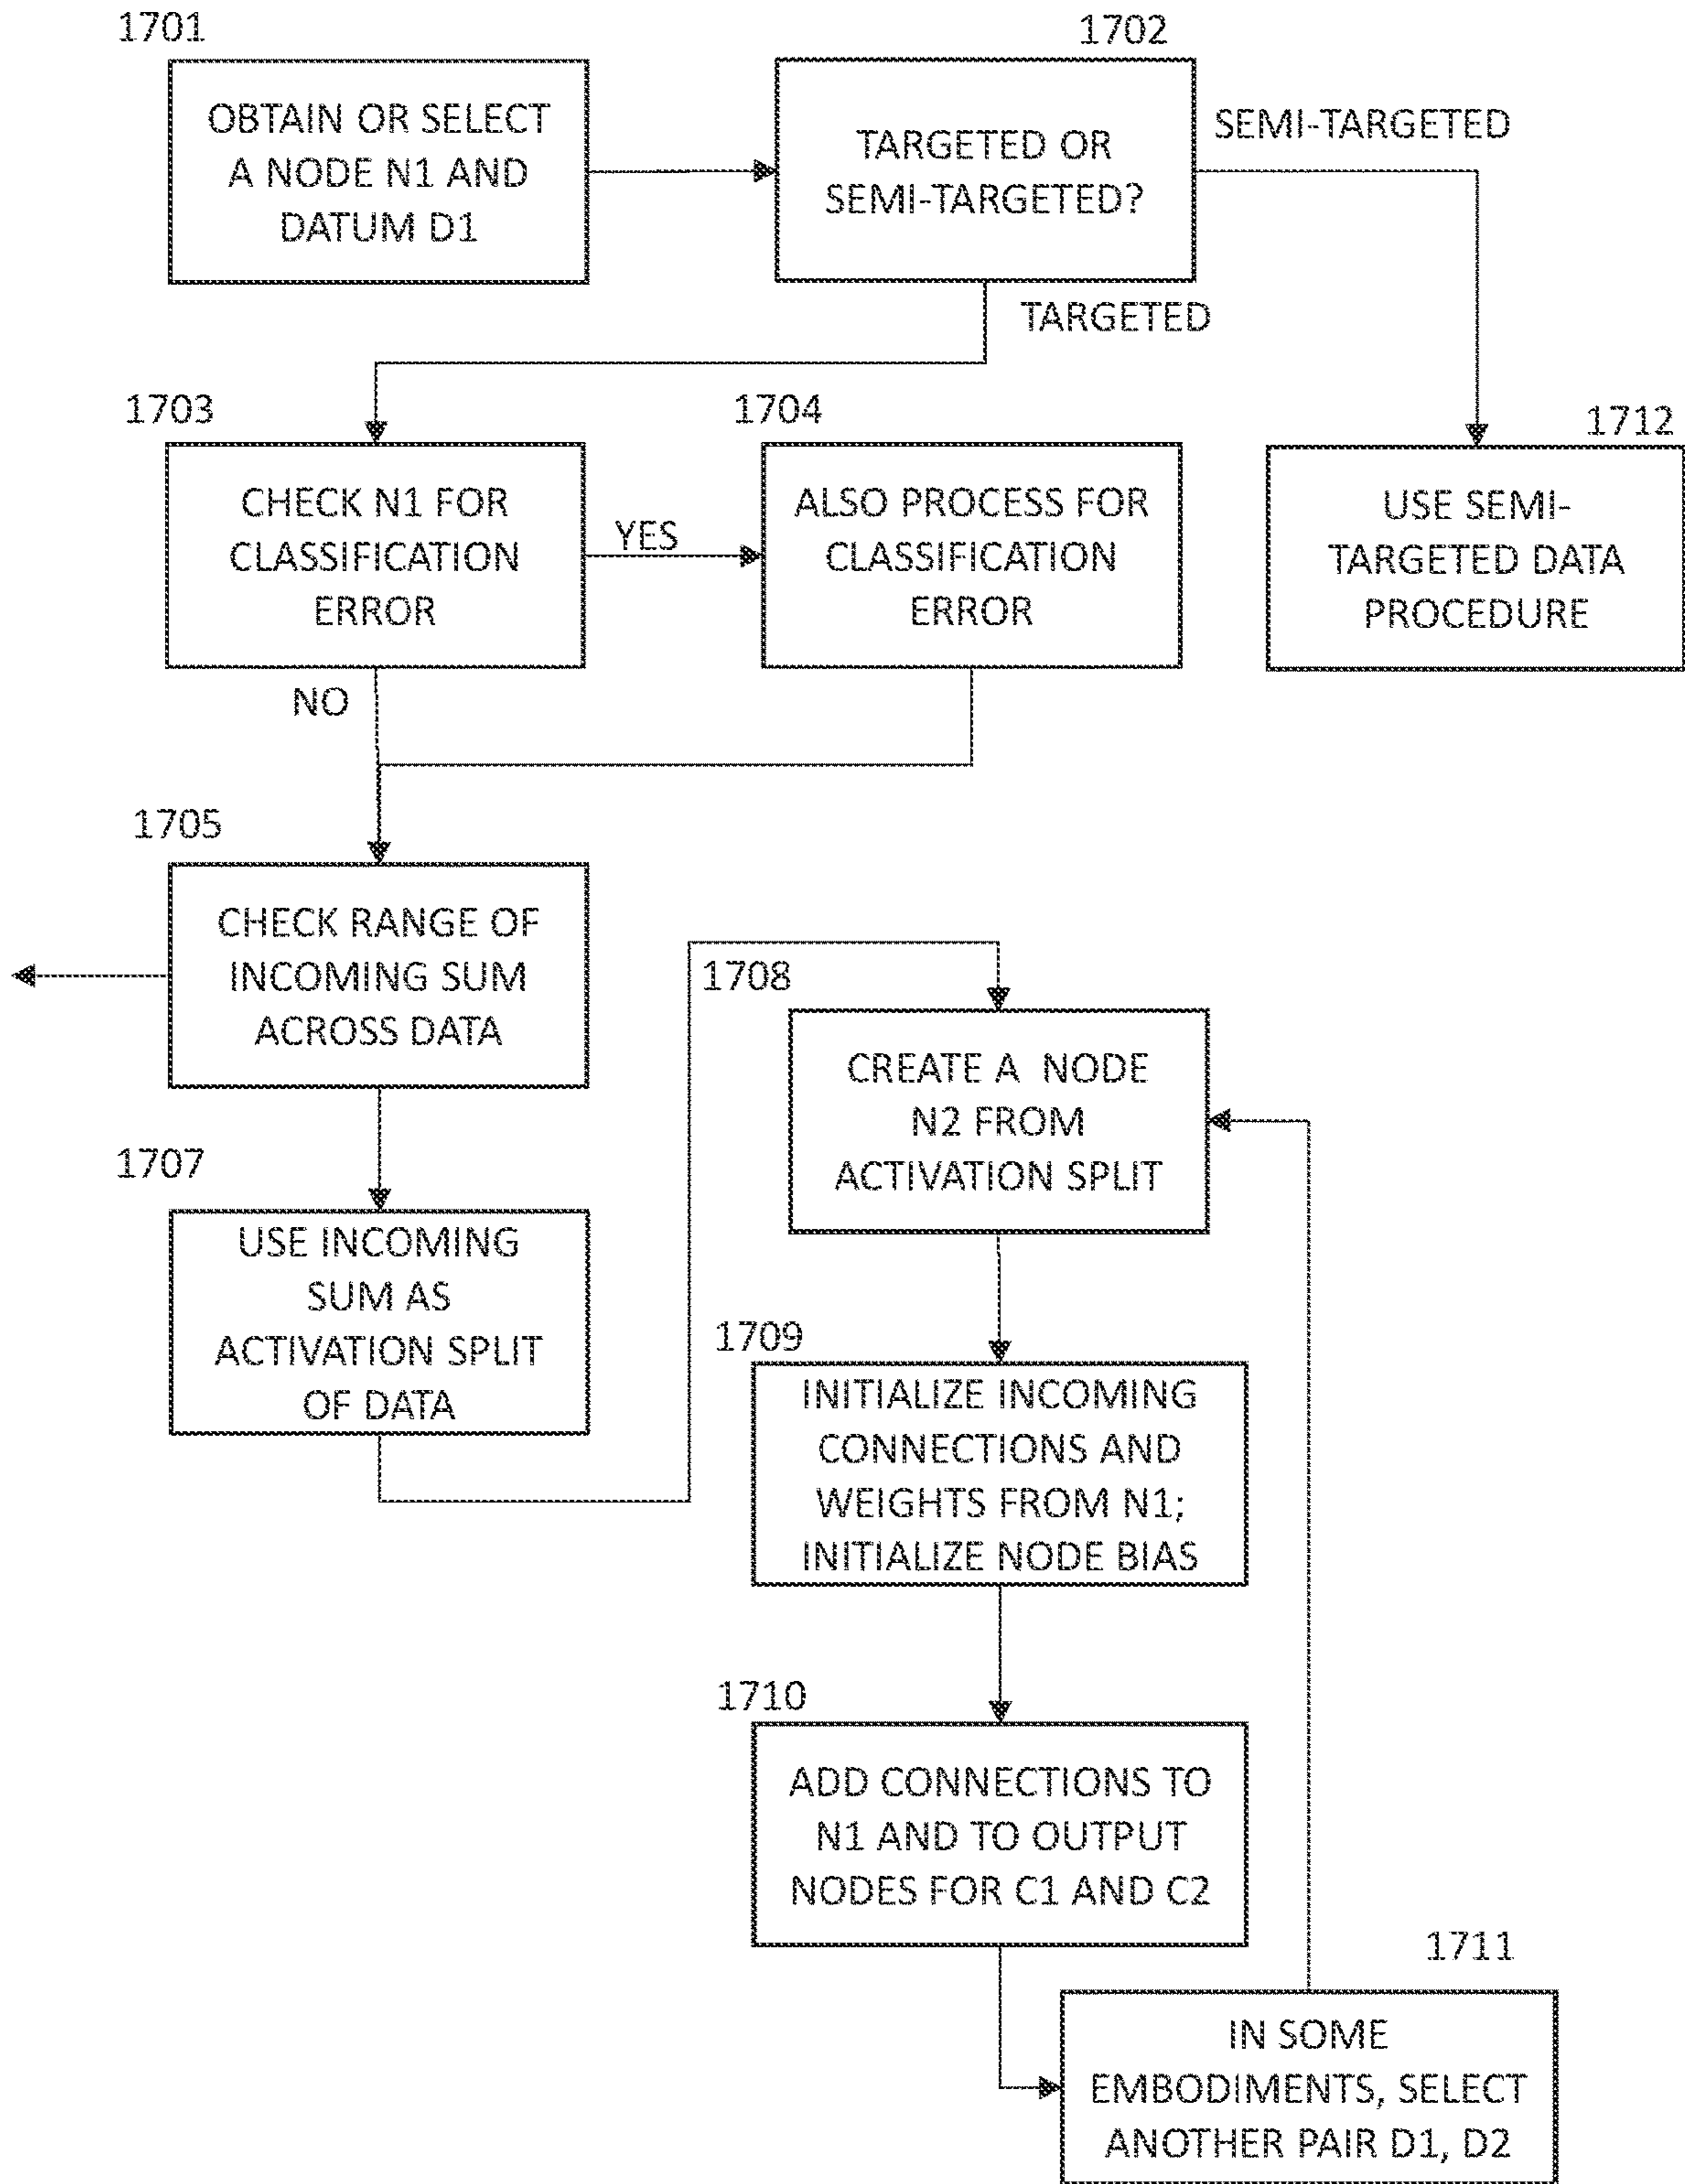 1701
OBTAIN OR SELECT
A NODE N1 AND
DATUM D1
1702
TARGETED OR
SEMI-TARGETED?
SEMI-TARGETED
TARGETED
1703
CHECK N1 FOR
CLASSIFICATION
ERROR
YES
NO
1704
ALSO PROCESS FOR
CLASSIFICATION
ERROR
1712
USE SEMI-
TARGETED DATA
PROCEDURE
1705
CHECK RANGE OF
INCOMING SUM
ACROSS DATA
1707
USE INCOMING
SUM AS
ACTIVATION SPLIT
OF DATA
1708
CREATE A NODE
N2 FROM
ACTIVATION SPLIT
1709
INITIALIZE INCOMING
CONNECTIONS AND
WEIGHTS FROM N1;
INITIALIZE NODE BIAS
1710
ADD CONNECTIONS TO
N1 AND TO OUTPUT
NODES FOR C1 AND C2
1711
IN SOME
EMBODIMENTS, SELECT
ANOTHER PAIR D1, D2